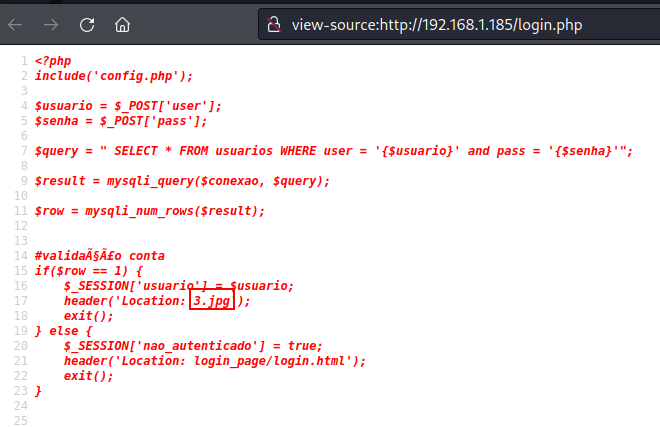 view-source:http://192.168.1.185/login.php
1 <?php
2 include('config.php');
3
4 $usuario = $_POST['user'];
5 $senha = $_POST['pass'];
6
7 $query = " SELECT * FROM usuarios WHERE user = '{$usuario}' and pass = '{$senha}'";
8
9 $result = mysqli_query($conexao, $query);
10
11 $row = mysqli_num_rows($result);
12
13
14 #validaÃ§Ã£o conta
15 if($row == 1) {
16     $_SESSION['usuario'] = $usuario;
17     header('Location: 3.jpg');
18     exit();
19 } else {
20     $_SESSION['nao_autenticado'] = true;
21     header('Location: login_page/login.html');
22     exit();
23 }
24
25